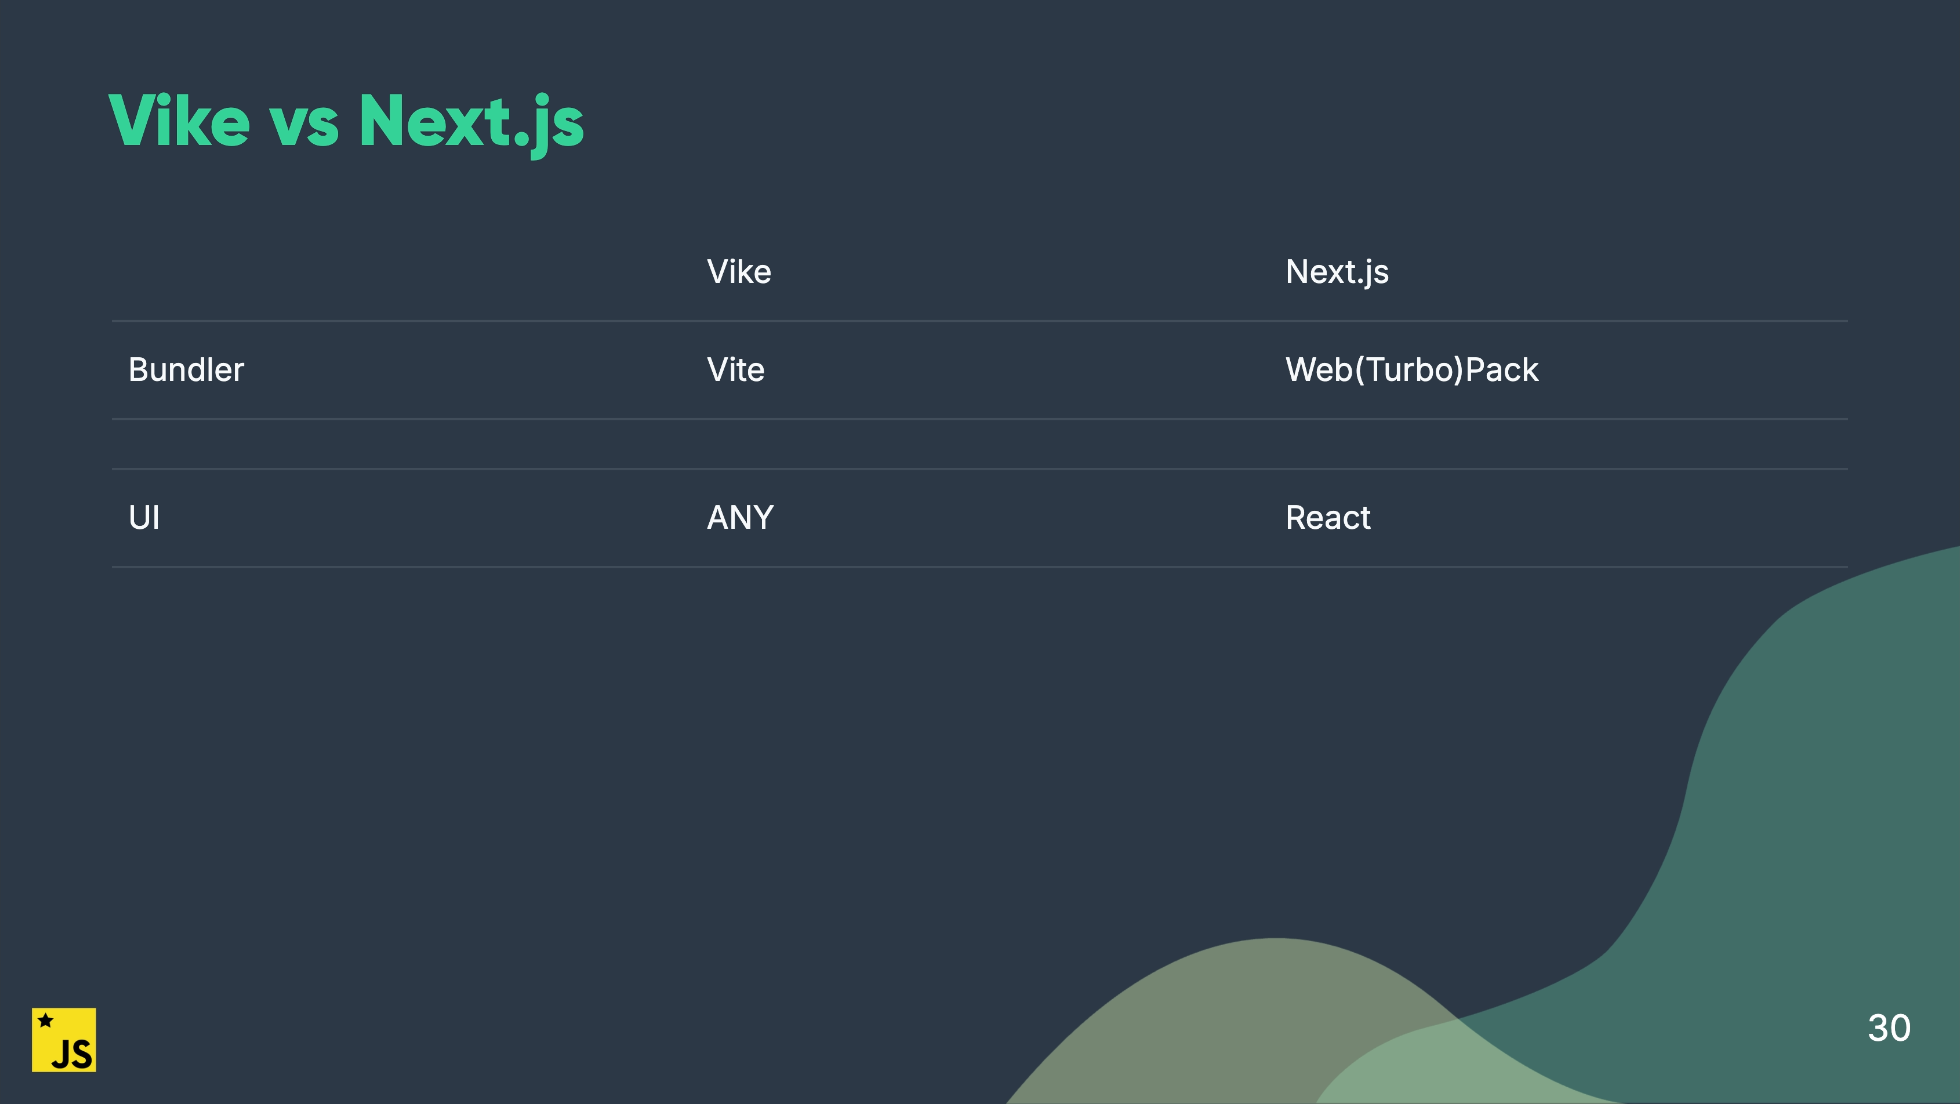 Vike vs Next.js
Vike Next.js
Bundler Vite Web(Turbo)Pack
UI ANY React
JS
30